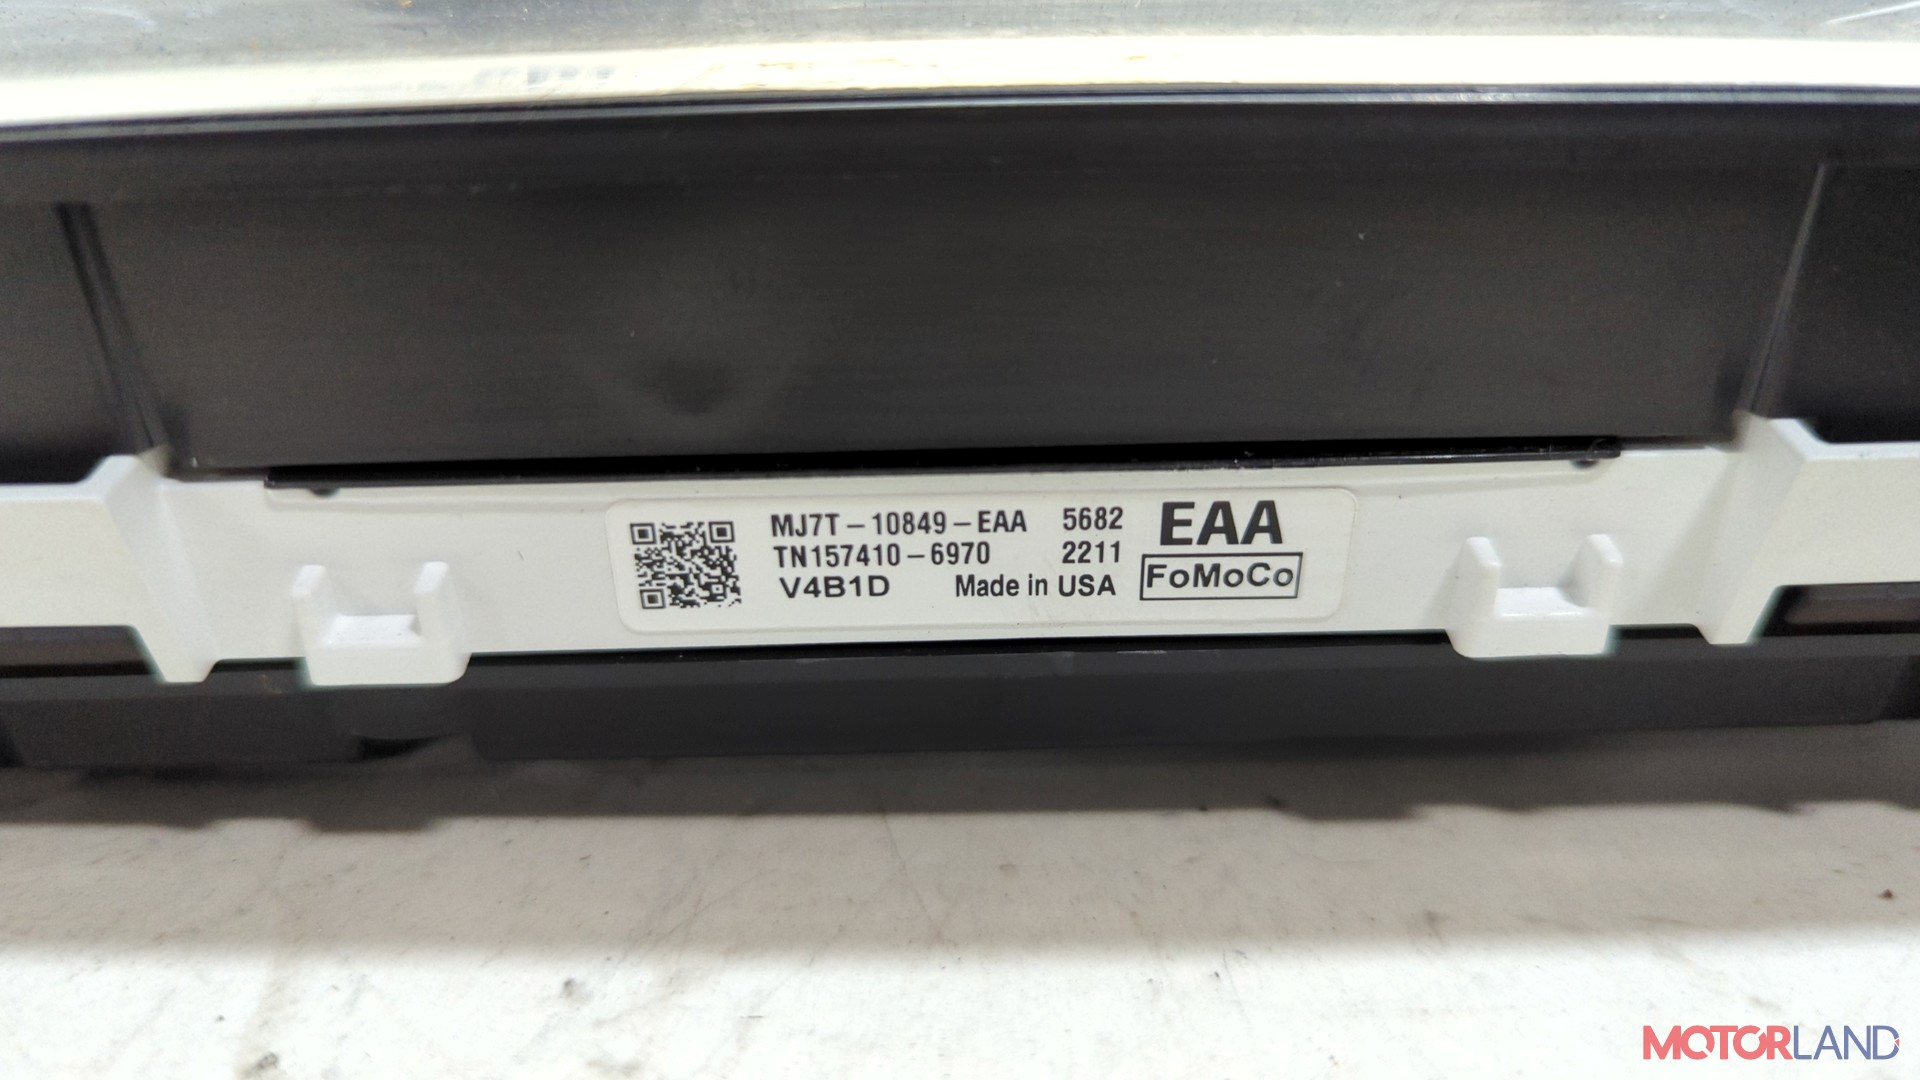 MJ7T-10849-EAA 5682 EAA
TN157410-6970 2211
V4B1D Made in USA FoMoCo
MOTORLAND